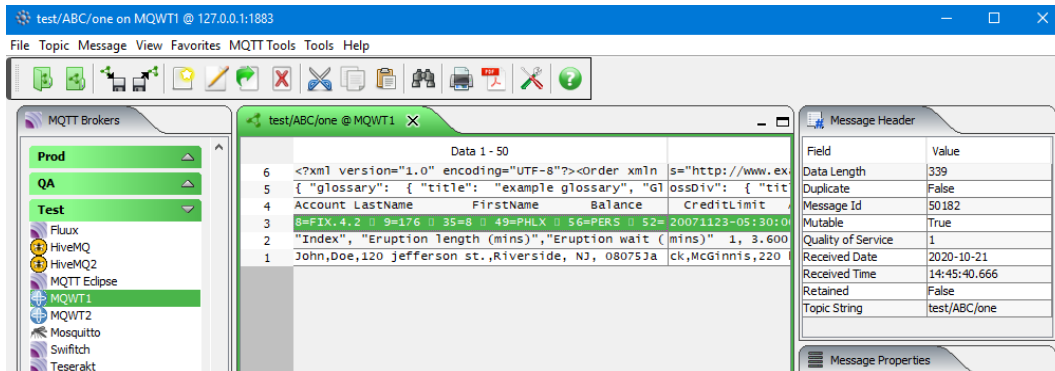 test/ABC/one on MQWT1 @ 127.0.0.1:1883
File Topic Message View Favorites MQTT Tools Tools Help
PDF
MQTT Brokers
Prod
QA
Test
Fluux
HiveMQ
HiveMQ2
MQTT Eclipse
MQWT1
MQWT2
Mosquitto
Swifitch
Teserakt
test/ABC/one @ MQWT1
Data 1 - 50
6 <?xml version="1.0" encoding="UTF-8"?><Order xmln s="http://www.ex
5 { "glossary": { "title": "example glossary", "Gl ossDiv": { "tit
4 Account LastName FirstName Balance CreditLimit
3 8=FIX.4.2 9=176 35=8 49=PHLX 56=PERS 52= 20071123-05:30:00
2 "Index", "Eruption length (mins)","Eruption wait ( mins)" 1, 3.600
1 John,Doe,120 jefferson st.,Riverside, NJ, 08075Ja ck,McGinnis,220
Message Header
Field Value
Data Length 339
Duplicate False
Message Id 50182
Mutable True
Quality of Service 1
Received Date 2020-10-21
Received Time 14:45:40.666
Retained False
Topic String test/ABC/one
Message Properties